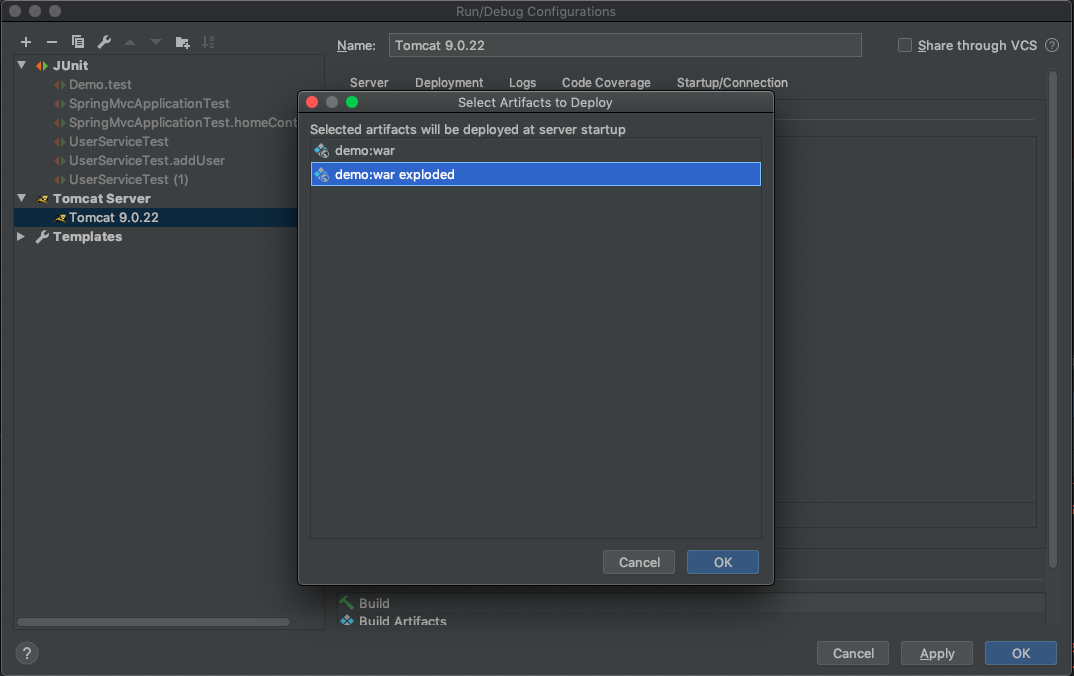 Run/Debug Configurations
Name: Tomcat 9.0.22 Share through VCS ?
JUnit
Demo.test
SpringMvcApplicationTest
SpringMvcApplicationTest.homeCont
UserServiceTest
UserServiceTest.addUser
UserServiceTest (1)
Tomcat Server
Tomcat 9.0.22
Templates
Server Deployment Logs Code Coverage Startup/Connection
Select Artifacts to Deploy
Selected artifacts will be deployed at server startup
demo:war
demo:war exploded
Cancel OK
Build
Build Artifacts
? Cancel Apply OK